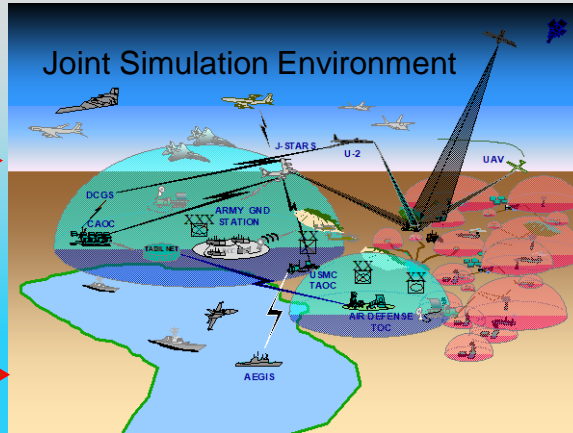 Joint Simulation Environment
J-STARS
U-2
UAV
DCGS
CAOC
ARMY GND
STATION
TADIL NET
USMC
TAOC
AIR DEFENSE
TOC
AEGIS